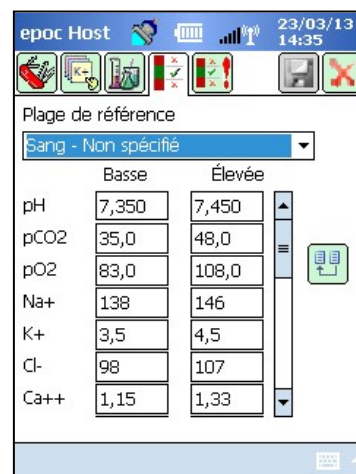 epoc Host 23/03/13
14:35
K+
Plage de référence
Sang - Non spécifié
Basse Élevée
pH 7,350 7,450
pCO2 35,0 48,0
pO2 83,0 108,0
Na+ 138 146
K+ 3,5 4,5
Cl- 98 107
Ca++ 1,15 1,33